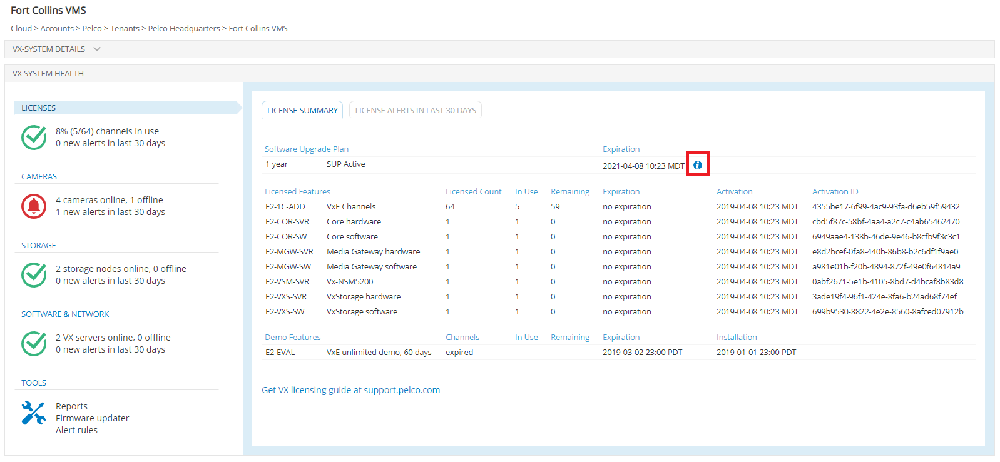 Fort Collins VMS
Cloud > Accounts > Pelco > Tenants > Pelco Headquarters > Fort Collins VMS
VX-SYSTEM DETAILS
VX SYSTEM HEALTH
LICENSES
8% (5/64) channels in use
0 new alerts in last 30 days
CAMERAS
4 cameras online, 1 offline
1 new alerts in last 30 days
STORAGE
2 storage nodes online, 0 offline
0 new alerts in last 30 days
SOFTWARE & NETWORK
2 VX servers online, 0 offline
0 new alerts in last 30 days
TOOLS
Reports
Firmware updater
Alert rules
LICENSE SUMMARY LICENSE ALERTS IN LAST 30 DAYS
Software Upgrade Plan Expiration
1 year SUP Active 2021-04-08 10:23 MDT
Licensed Features Licensed Count In Use Remaining Expiration Activation Activation ID
E2-1C-ADD VxE Channels 64 5 59 no expiration 2019-04-08 10:23 MDT 4355be17-6f99-4ac9-93fa-d6eb59f59432
E2-COR-SVR Core hardware 1 1 0 no expiration 2019-04-08 10:23 MDT cbd5f87c-58bf-4aa4-a2c7-c4ab65462470
E2-COR-SW Core software 1 1 0 no expiration 2019-04-08 10:23 MDT 6949aae4-138b-46de-9e46-b8cfb9f3c3c1
E2-MGW-SVR Media Gateway hardware 1 1 0 no expiration 2019-04-08 10:23 MDT e8d2bcef-0fa8-440b-86b8-b2c6df1f9ae0
E2-MGW-SW Media Gateway software 1 1 0 no expiration 2019-04-08 10:23 MDT a981e01b-f20b-4894-872f-49e0f64814a9
E2-VSM-SVR Vx-NSM5200 1 1 0 no expiration 2019-04-08 10:23 MDT 0abf2671-5e1b-4105-8bd7-d4bcaf8b83d8
E2-VXS-SVR VxStorage hardware 1 1 0 no expiration 2019-04-08 10:23 MDT 3ade19f4-96f1-424e-8fa6-b24ad68f74ef
E2-VXS-SW VxStorage software 1 1 0 no expiration 2019-04-08 10:23 MDT 699b9530-8822-4e2e-8560-8afced07912b
Demo Features Channels In Use Remaining Expiration Installation
E2-EVAL VxE unlimited demo, 60 days expired - - 2019-03-02 23:00 PDT 2019-01-01 23:00 PDT
Get VX licensing guide at support.pelco.com